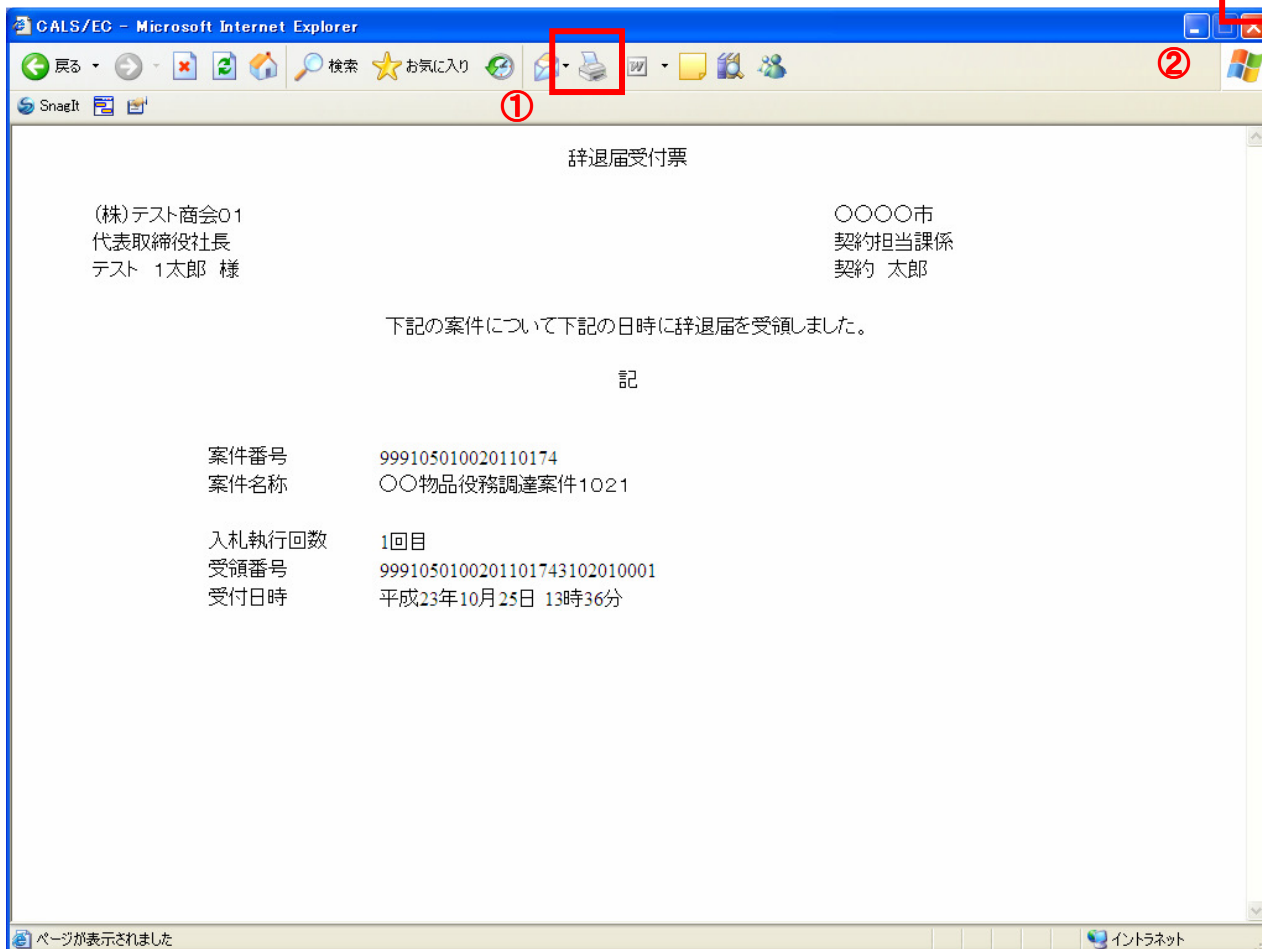 CALS/EC - Microsoft Internet Explorer
戻る 検索 お気に入り ②
SnagIt ①
辞退届受付票
(株)テスト商会01 ○○○○市
代表取締役社長 契約担当課係
テスト 1太郎 様 契約 太郎
下記の案件について下記の日時に辞退届を受領しました。
記
案件番号 999105010020110174
案件名称 ○○物品役務調達案件1021
入札執行回数 1回目
受領番号 9991050100201101743102010001
受付日時 平成23年10月25日 13時36分
ページが表示されました イントラネット